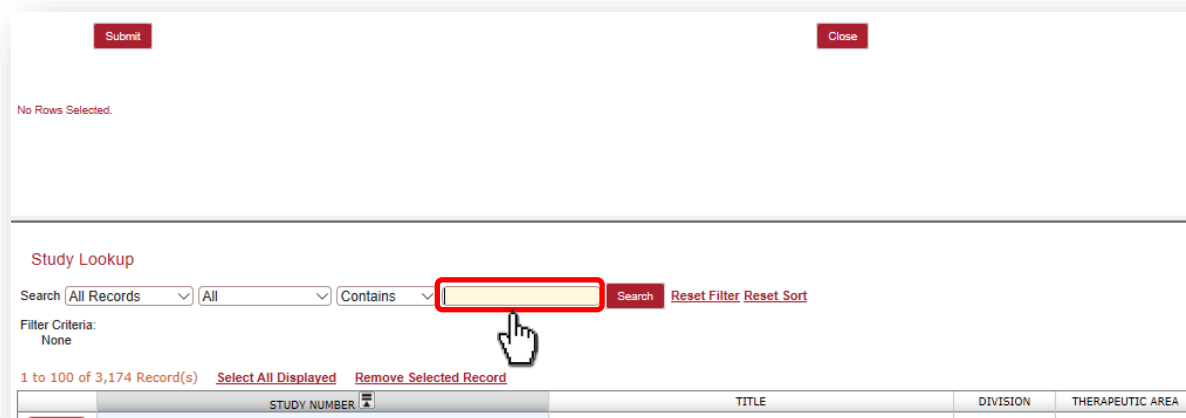 Submit Close
No Rows Selected.
Study Lookup
Search All Records All Contains Search Reset Filter Reset Sort
Filter Criteria:
None
1 to 100 of 3,174 Record(s) Select All Displayed Remove Selected Record
STUDY NUMBER TITLE DIVISION THERAPEUTIC AREA